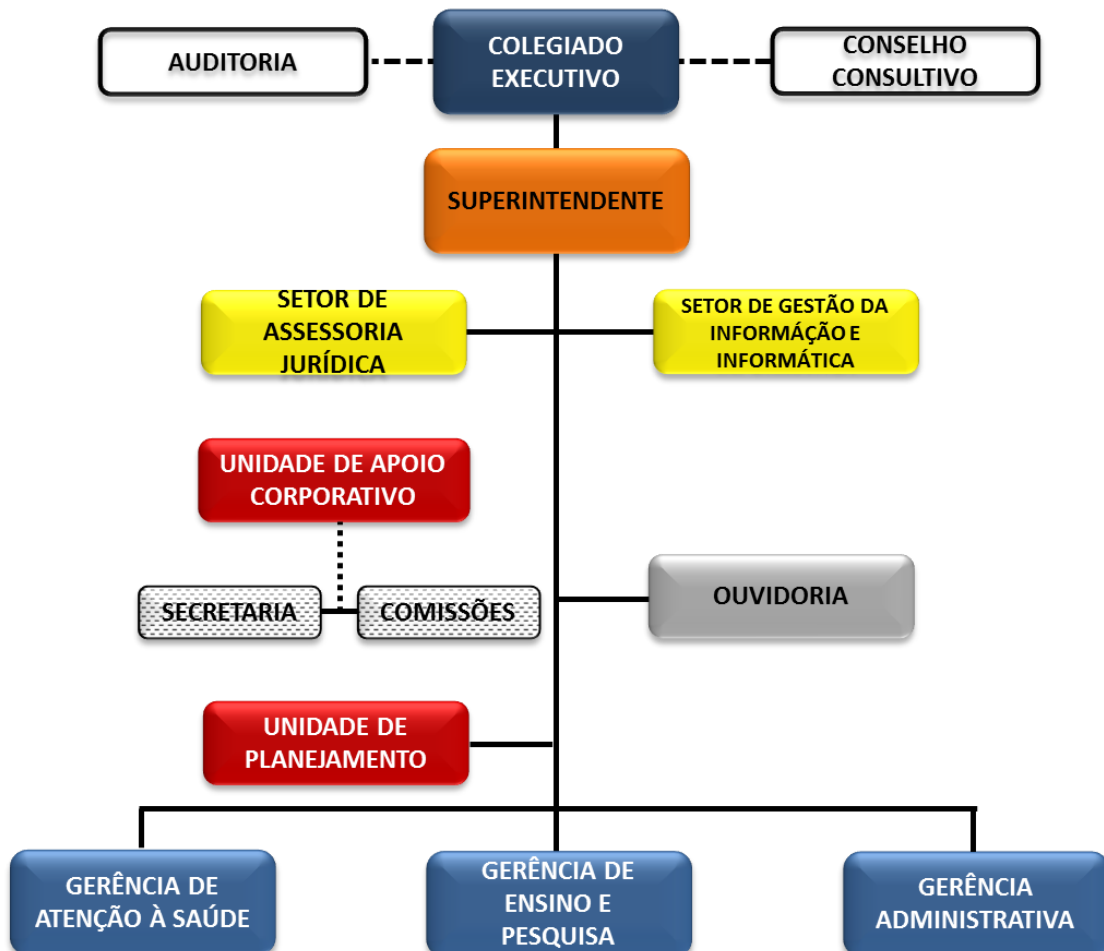 AUDITORIA
COLEGIADO
EXECUTIVO
CONSELHO
CONSULTIVO
SUPERINTENDENTE
SETOR DE
ASSESSORIA
JURÍDICA
SETOR DE GESTÃO DA
INFORMÁÇÃO E
INFORMÁTICA
UNIDADE DE APOIO
CORPORATIVO
SECRETARIA
COMISSÕES
OUVIDORIA
UNIDADE DE
PLANEJAMENTO
GERÊNCIA DE
ATENÇÃO À SAÚDE
GERÊNCIA DE
ENSINO E
PESQUISA
GERÊNCIA
ADMINISTRATIVA